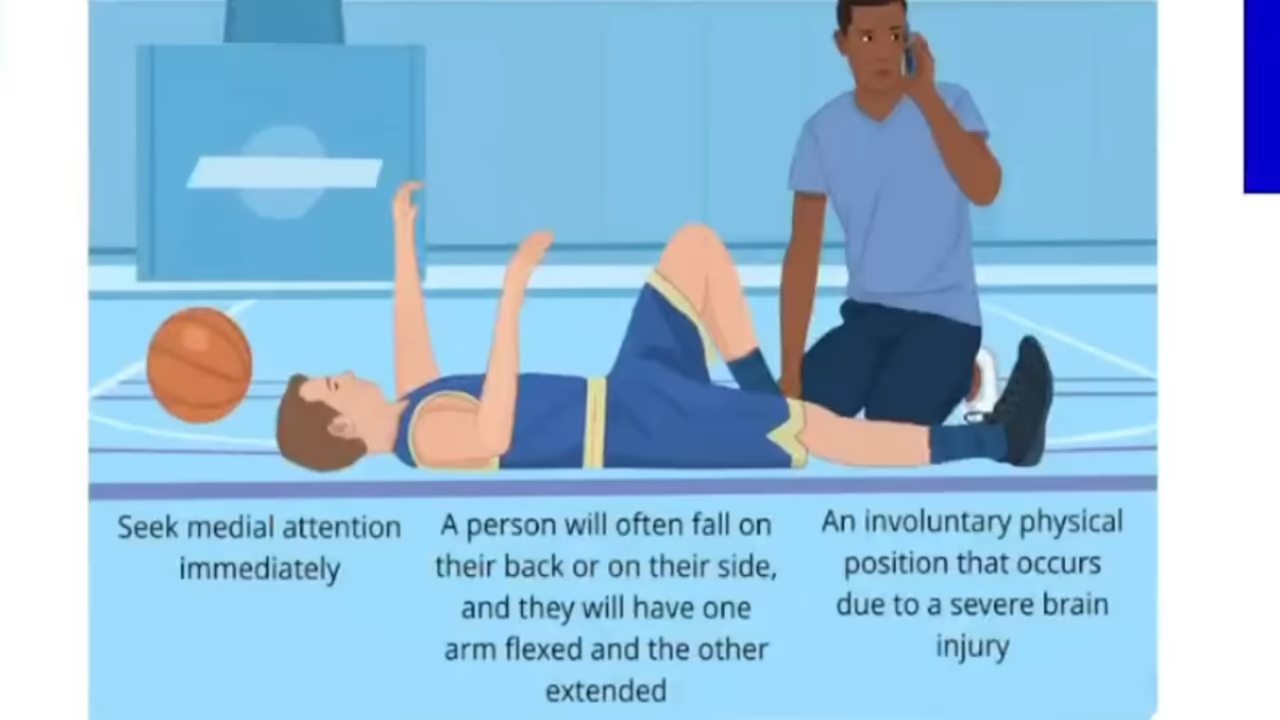 Seek medial attention
immediately
A person will often fall on
their back or on their side,
and they will have one
arm flexed and the other
extended
An involuntary physical
position that occurs
due to a severe brain
injury